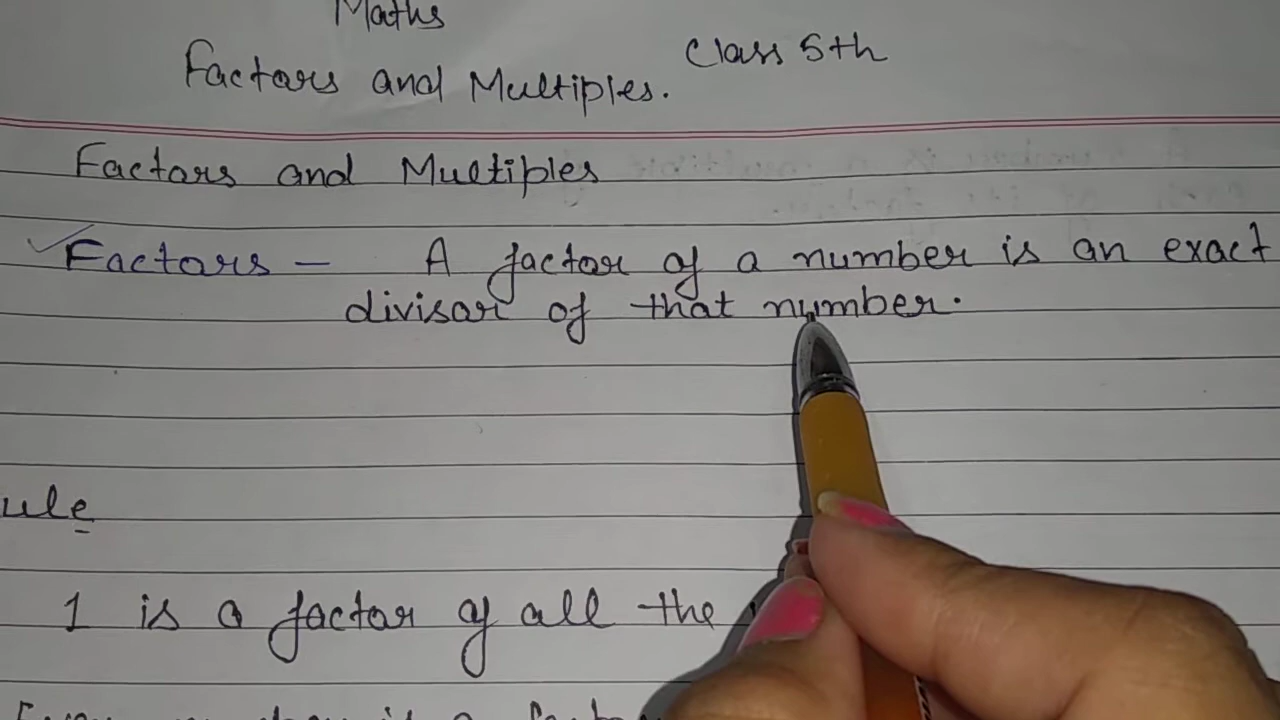 Maths
Factors and Multiples. Class 5th
Factors and Multiples
Factors – A factor of a number is an exact
divisor of that number.
ule
1 is a factor of all the
is a